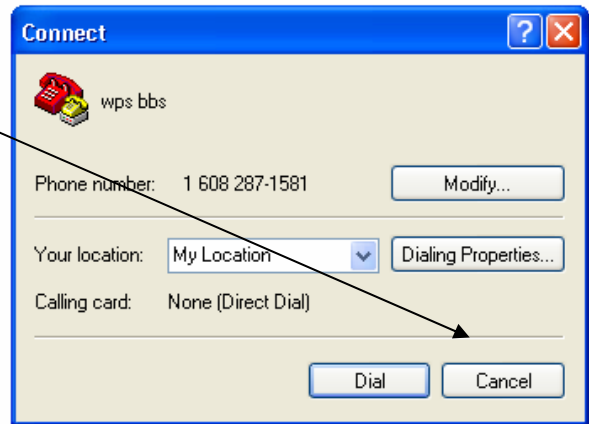 Connect
wps bbs
Phone number: 1 608 287-1581 Modify...
Your location: My Location Dialing Properties...
Calling card: None (Direct Dial)
Dial Cancel